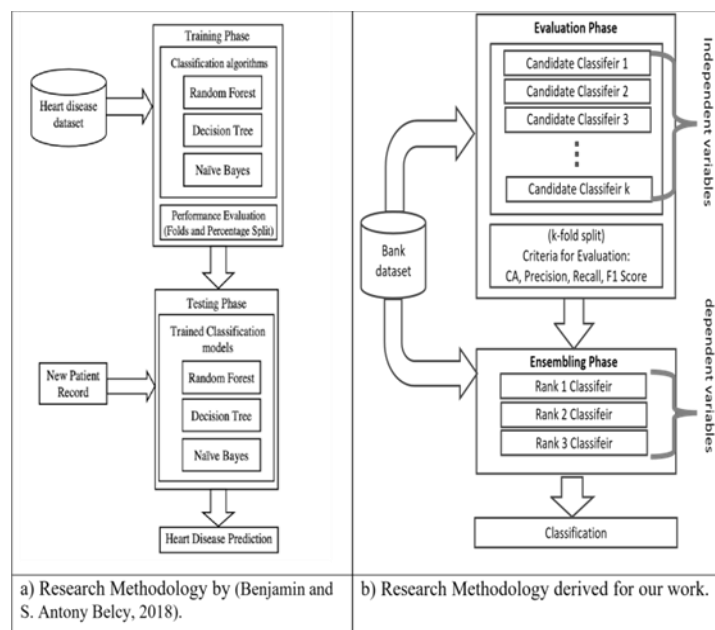 Training Phase
Classification algorithms
Random Forest
Decision Tree
Naïve Bayes
Performance Evaluation
(Folds and Percentage Split)
Heart disease
dataset
Testing Phase
Trained Classification
models
Random Forest
Decision Tree
Naïve Bayes
New Patient
Record
Heart Disease Prediction
a) Research Methodology by (Benjamin and
S. Antony Belcy, 2018).
Evaluation Phase
Candidate Classifeir 1
Candidate Classifeir 2
Candidate Classifeir 3
Candidate Classifeir k
Independent variables
(k-fold split)
Criteria for Evaluation:
CA, Precision, Recall, F1 Score
Bank
dataset
Ensembling Phase
Rank 1 Classifeir
Rank 2 Classifeir
Rank 3 Classifeir
dependent variables
Classification
b) Research Methodology derived for our work.